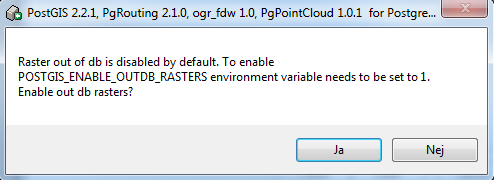 PostGIS 2.2.1, PgRouting 2.1.0, ogr_fdw 1.0, PgPointCloud 1.0.1  for Postgre...
Raster out of db is disabled by default. To enable
POSTGIS_ENABLE_OUTDB_RASTERS environment variable needs to be set to 1.
Enable out db rasters?
Ja
Nej